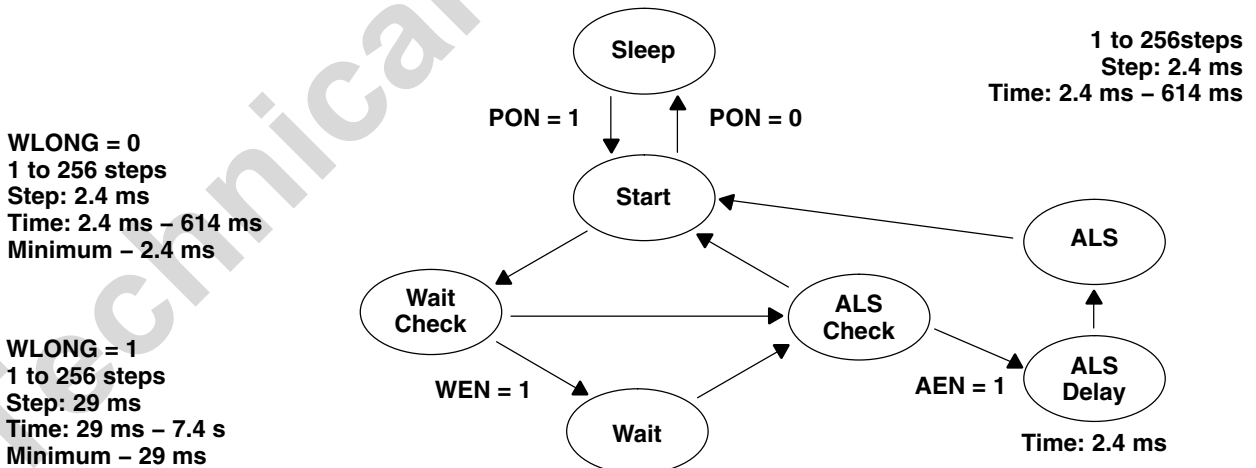 Sleep
1 to 256steps
Step: 2.4 ms
Time: 2.4 ms – 614 ms
PON = 1
PON = 0
WLONG = 0
1 to 256 steps
Step: 2.4 ms
Time: 2.4 ms – 614 ms
Minimum – 2.4 ms
Start
ALS
Wait
Check
ALS
Check
WLONG = 1
1 to 256 steps
Step: 29 ms
Time: 29 ms – 7.4 s
Minimum – 29 ms
WEN = 1
AEN = 1
ALS
Delay
Wait
Time: 2.4 ms
Technical